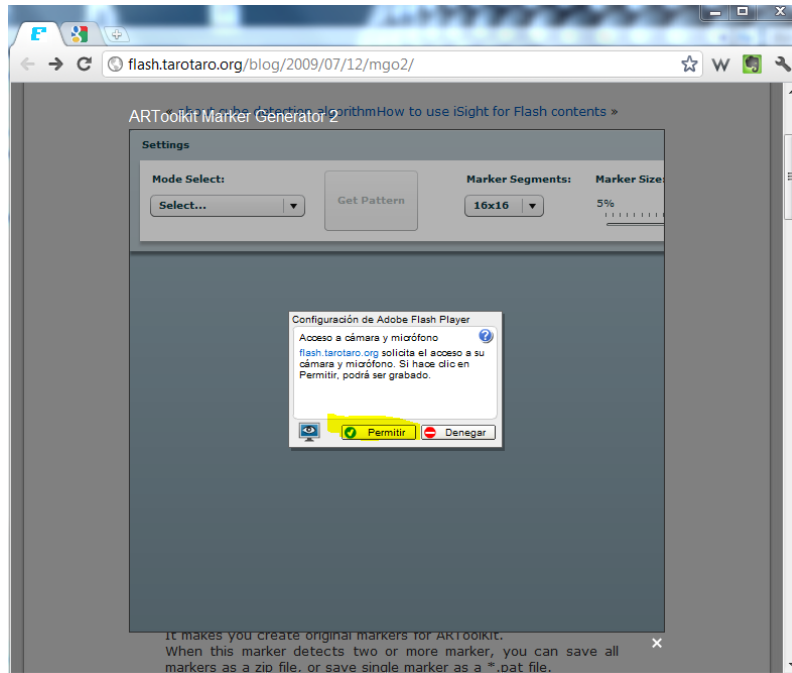 flash.tarotaro.org/blog/2009/07/12/mgo2/
« about cube detection algorithmHow to use iSight for Flash contents »
ARToolkit Marker Generator 2
Settings
Mode Select:
Select...
Get Pattern
Marker Segments:
16x16
Marker Size:
5%
Configuración de Adobe Flash Player
Acceso a cámara y micrófono
flash.tarotaro.org solicita el acceso a su
cámara y micrófono. Si hace clic en
Permitir, podrá ser grabado.
Permitir
Denegar
It makes you create original markers for ARToolKit.
When this marker detects two or more marker, you can save all
markers as a zip file, or save single marker as a *.pat file.